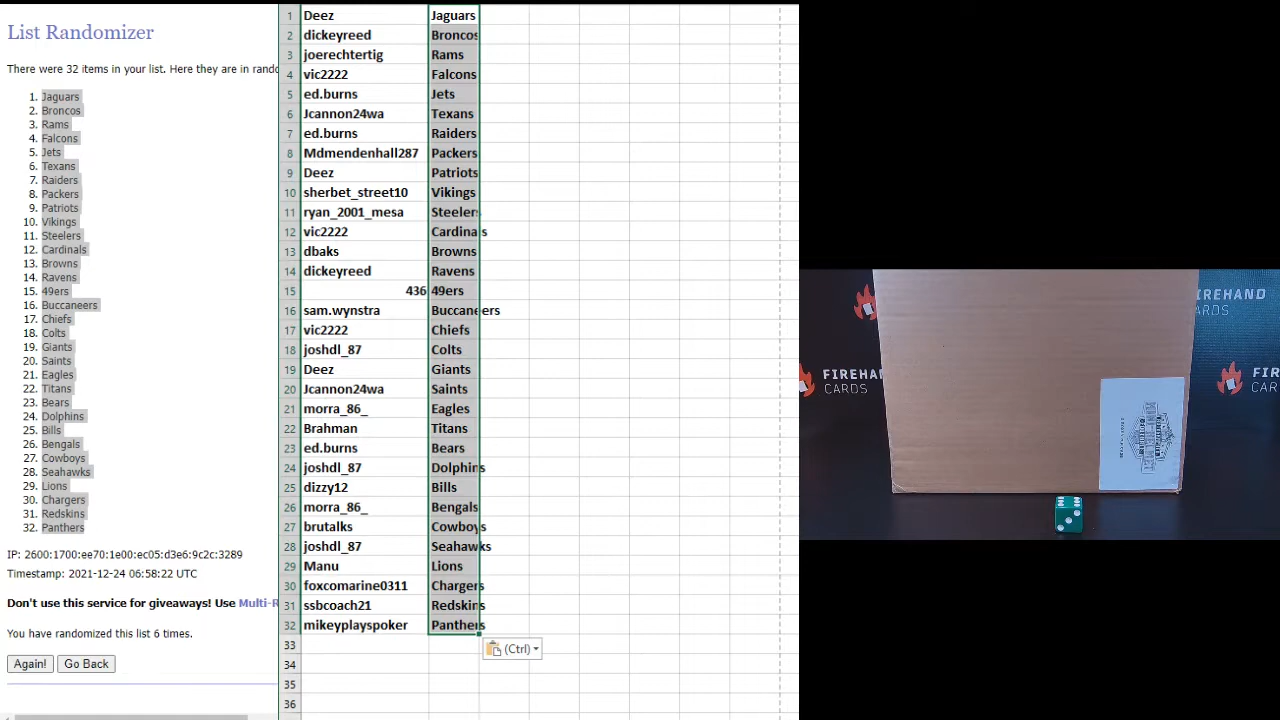 List Randomizer
There were 32 items in your list. Here they are in rando
1. Jaguars
2. Broncos
3. Rams
4. Falcons
5. Jets
6. Texans
7. Raiders
8. Packers
9. Patriots
10. Vikings
11. Steelers
12. Cardinals
13. Browns
14. Ravens
15. 49ers
16. Buccaneers
17. Chiefs
18. Colts
19. Giants
20. Saints
21. Eagles
22. Titans
23. Bears
24. Dolphins
25. Bills
26. Bengals
27. Cowboys
28. Seahawks
29. Lions
30. Chargers
31. Redskins
32. Panthers
IP: 2600:1700:ee70:1e00:ec05:d3e6:9c2c:3289
Timestamp: 2021-12-24 06:58:22 UTC
Don't use this service for giveaways! Use Multi-R
You have randomized this list 6 times.
Again! Go Back
1 Deez Jaguars
2 dickeyreed Broncos
3 joerechtertig Rams
4 vic2222 Falcons
5 ed.burns Jets
6 Jcannon24wa Texans
7 ed.burns Raiders
8 Mdmendenhall287 Packers
9 Deez Patriots
10 sherbet_street10 Vikings
11 ryan_2001_mesa Steelers
12 vic2222 Cardinals
13 dbaks Browns
14 dickeyreed Ravens
15 436 49ers
16 sam.wynstra Buccaneers
17 vic2222 Chiefs
18 joshdl_87 Colts
19 Deez Giants
20 Jcannon24wa Saints
21 morra_86_ Eagles
22 Brahman Titans
23 ed.burns Bears
24 joshdl_87 Dolphins
25 dizzy12 Bills
26 morra_86_ Bengals
27 brutalks Cowboys
28 joshdl_87 Seahawks
29 Manu Lions
30 foxcomarine0311 Chargers
31 ssbcoach21 Redskins
32 mikeyplayspoker Panthers
33
34
35
36
(Ctrl)
IREHAND
ARDS
FIREHAN
CARDS
FIR
CAR